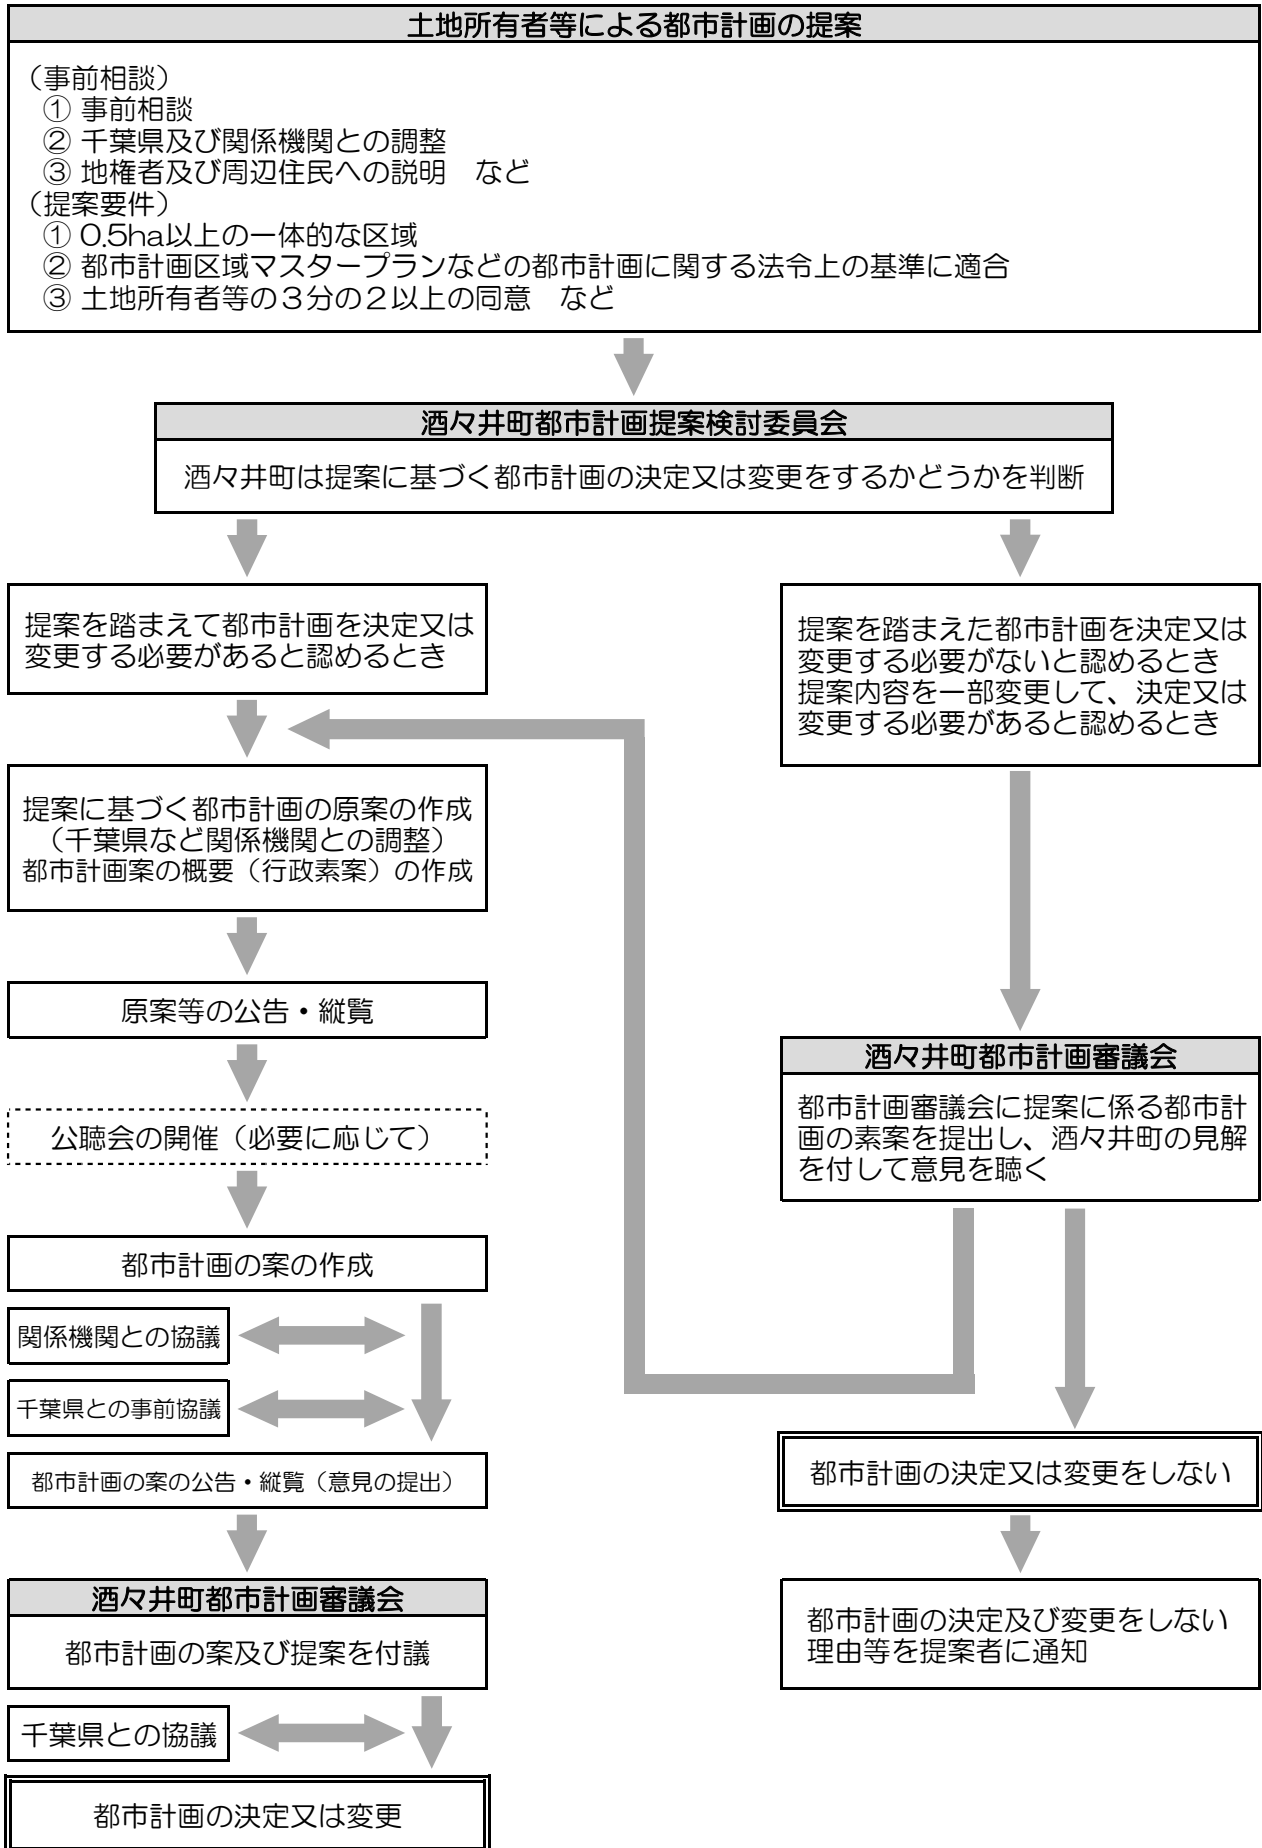 土地所有者等による都市計画の提案
（事前相談）
① 事前相談
② 千葉県及び関係機関との調整
③ 地権者及び周辺住民への説明　など
（提案要件）
① 0.5ha以上の一体的な区域
② 都市計画区域マスタープランなどの都市計画に関する法令上の基準に適合
③ 土地所有者等の３分の２以上の同意　など
酒々井町都市計画提案検討委員会
酒々井町は提案に基づく都市計画の決定又は変更をするかどうかを判断
提案を踏まえて都市計画を決定又は
変更する必要があると認めるとき
提案を踏まえた都市計画を決定又は
変更する必要がないと認めるとき
提案内容を一部変更して、決定又は
変更する必要があると認めるとき
提案に基づく都市計画の原案の作成
（千葉県など関係機関との調整）
都市計画案の概要（行政素案）の作成
原案等の公告・縦覧
公聴会の開催（必要に応じて）
都市計画の案の作成
関係機関との協議
千葉県との事前協議
都市計画の案の公告・縦覧（意見の提出）
酒々井町都市計画審議会
都市計画の案及び提案を付議
千葉県との協議
都市計画の決定又は変更
酒々井町都市計画審議会
都市計画審議会に提案に係る都市計
画の素案を提出し、酒々井町の見解
を付して意見を聴く
都市計画の決定又は変更をしない
都市計画の決定及び変更をしない
理由等を提案者に通知